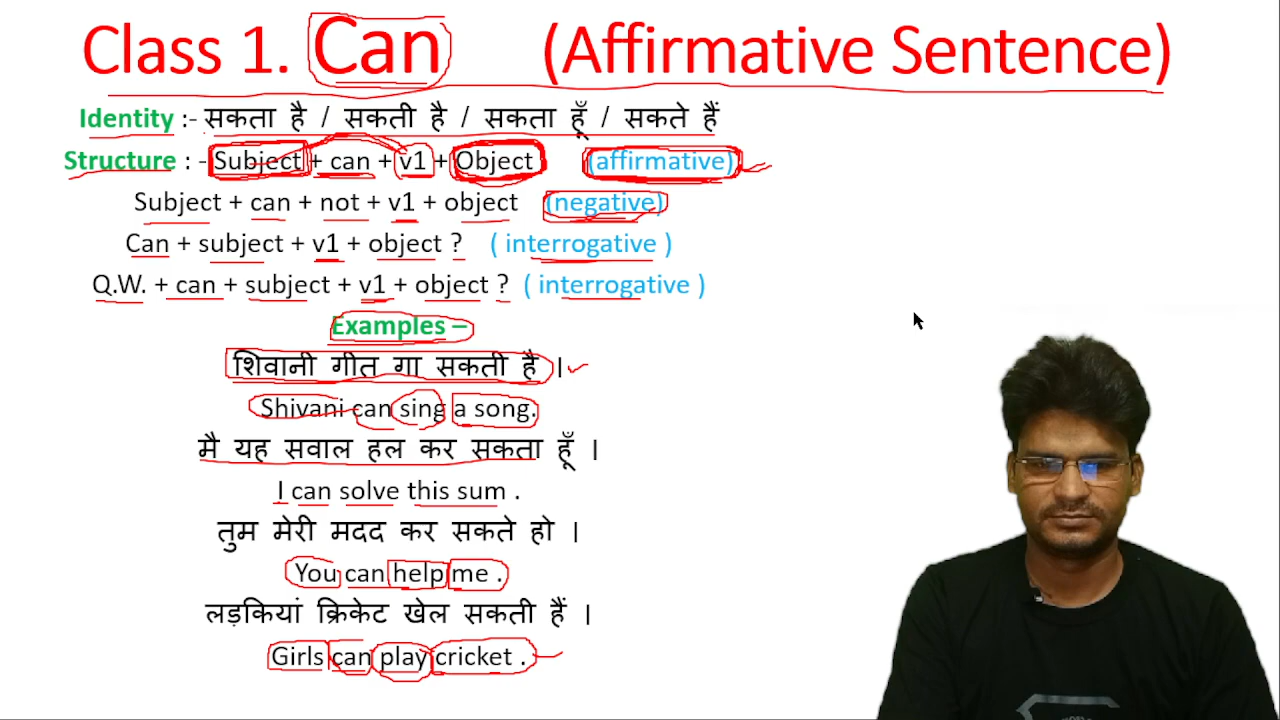 Class 1. Can (Affirmative Sentence)
Identity :- सकता है / सकती है / सकता हूँ / सकते हैं
Structure : - Subject + can + v1 + Object (affirmative)
Subject + can + not + v1 + object (negative)
Can + subject + v1 + object ? ( interrogative )
Q.W. + can + subject + v1 + object ? ( interrogative )
Examples –
शिवानी गीत गा सकती है ।
Shivani can sing a song.
मै यह सवाल हल कर सकता हूँ ।
I can solve this sum .
तुम मेरी मदद कर सकते हो ।
You can help me .
लड़कियां क्रिकेट खेल सकती हैं ।
Girls can play cricket .